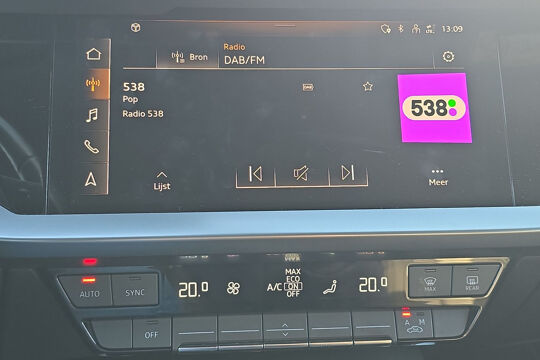 13:09
Radio
Bron DAB/FM
538 DAB
Pop
Radio 538
538
Lijst
Meer
AUTO SYNC
20.0
A/C
MAX
ECO
ON
OFF
20.0
MAX REAR
OFF
A M